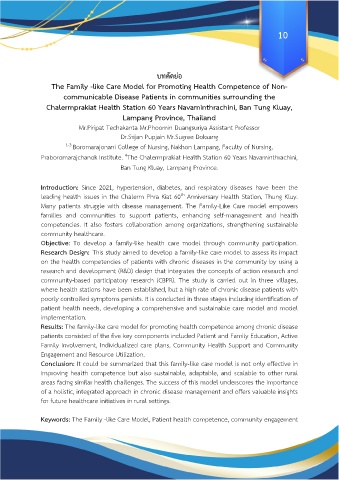 10
บทคัดย่อ
The Family -like Care Model for Promoting Health Competence of Non-
communicable Disease Patients in communities surrounding the
Chalermprakiat Health Station 60 Years Navaminthrachini, Ban Tung Kluay,
Lampang Province, Thailand
Mr.Piripat Techakanta Mr.Phoomin Duangsuriya Assistant Professor
Dr.Srijan Pupjain Mr.Sugree Doksang
Boromarajonani College of Nursing, Nakhon Lampang, Faculty of Nursing,
Praboromarajchanok Institute, The Chalermprakiat Health Station 60 Years Navaminthrachini,
Ban Tung Kluay, Lampang Province.
Introduction: Since 2021, hypertension, diabetes, and respiratory diseases have been the
leading health issues in the Chalerm Phra Kiat 60th Anniversary Health Station, Thung Kluy.
Many patients struggle with disease management. The Family-Like Care model empowers
families and communities to support patients, enhancing self-management and health
competencies. It also fosters collaboration among organizations, strengthening sustainable
community healthcare.
Objective: To develop a family-like health care model through community participation.
Research Design: This study aimed to develop a family-like care model to assess its impact
on the health competencies of patients with chronic diseases in the community by using a
research and development (R&D) design that integrates the concepts of action research and
community-based participatory research (CBPR). The study is carried out in three villages,
where health stations have been established, but a high rate of chronic disease patients with
poorly controlled symptoms persists. It is conducted in three stages including identification of
patient health needs, developing a comprehensive and sustainable care model and model
implementation.
Results: The family-like care model for promoting health competence among chronic disease
patients consisted of the five key components included Patient and Family Education, Active
Family Involvement, Individualized care plans, Community Health Support and Community
Engagement and Resource Utilization.
Conclusion: It could be summarized that this family-like care model is not only effective in
improving health competence but also sustainable, adaptable, and scalable to other rural
areas facing similar health challenges. The success of this model underscores the importance
of a holistic, integrated approach in chronic disease management and offers valuable insights
for future healthcare initiatives in rural settings.
Keywords: The Family -like Care Model, Patient health competence, community engagement